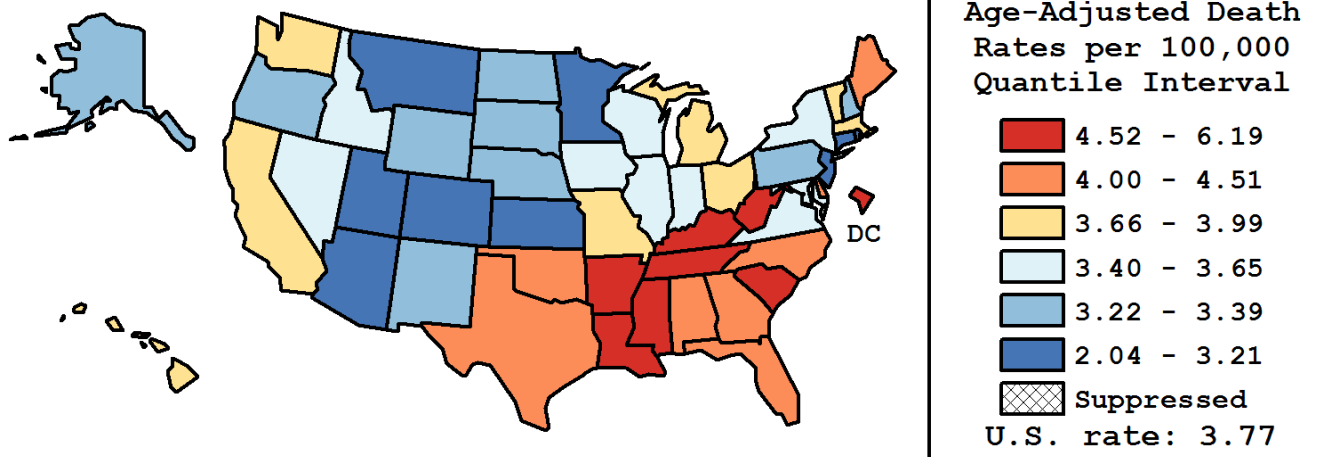 Age-Adjusted Death
Rates per 100,000
Quantile Interval
4.52 - 6.19
4.00 - 4.51
3.66 - 3.99
3.40 - 3.65
3.22 - 3.39
2.04 - 3.21
Suppressed
U.S. rate: 3.77
DC